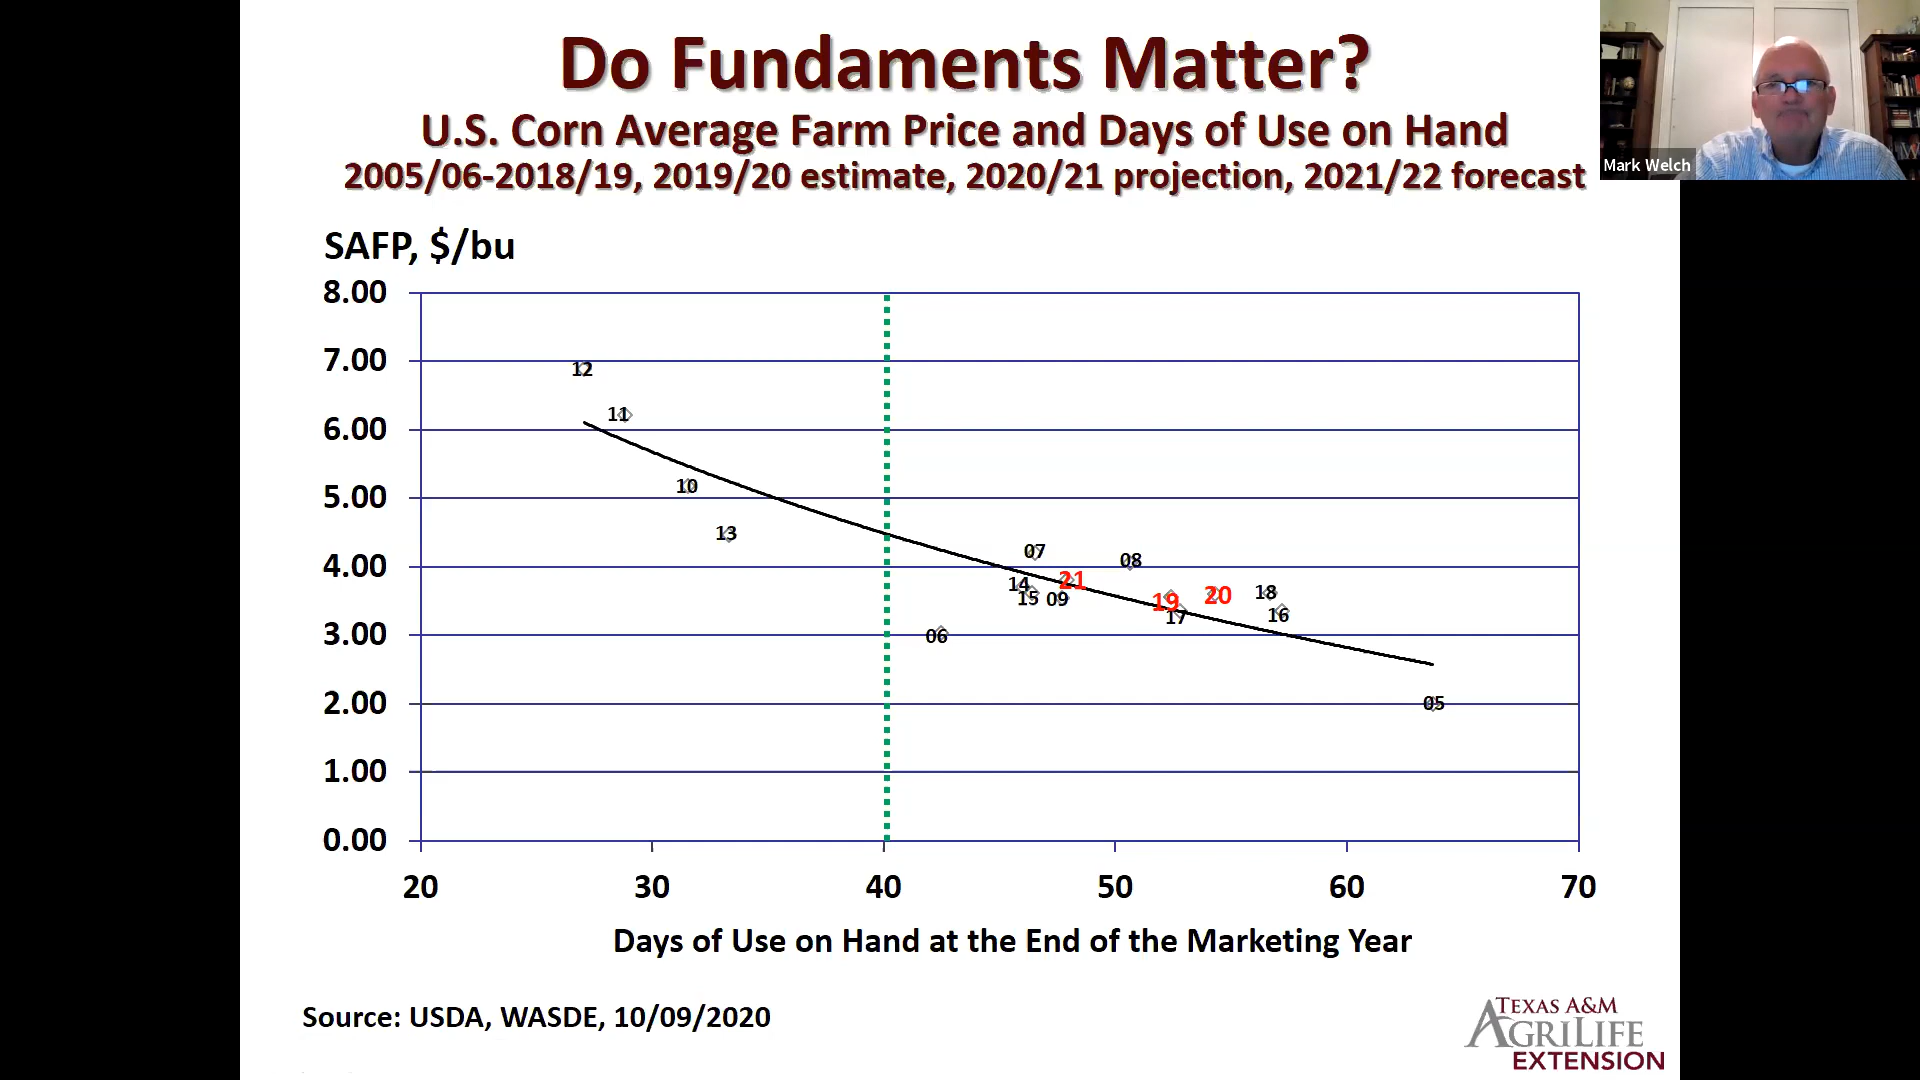 Do Fundaments Matter?
U.S. Corn Average Farm Price and Days of Use on Hand
2005/06-2018/19, 2019/20 estimate, 2020/21 projection, 2021/22 forecast
Mark Welch
SAFP, $/bu
8.00
7.00
6.00
5.00
4.00
3.00
2.00
1.00
0.00
12
11
10
13
07
08
14
21
15
09
19
20
18
17
16
06
05
20 30 40 50 60 70
Days of Use on Hand at the End of the Marketing Year
Source: USDA, WASDE, 10/09/2020
TEXAS A&M
AGRILIFE
EXTENSION